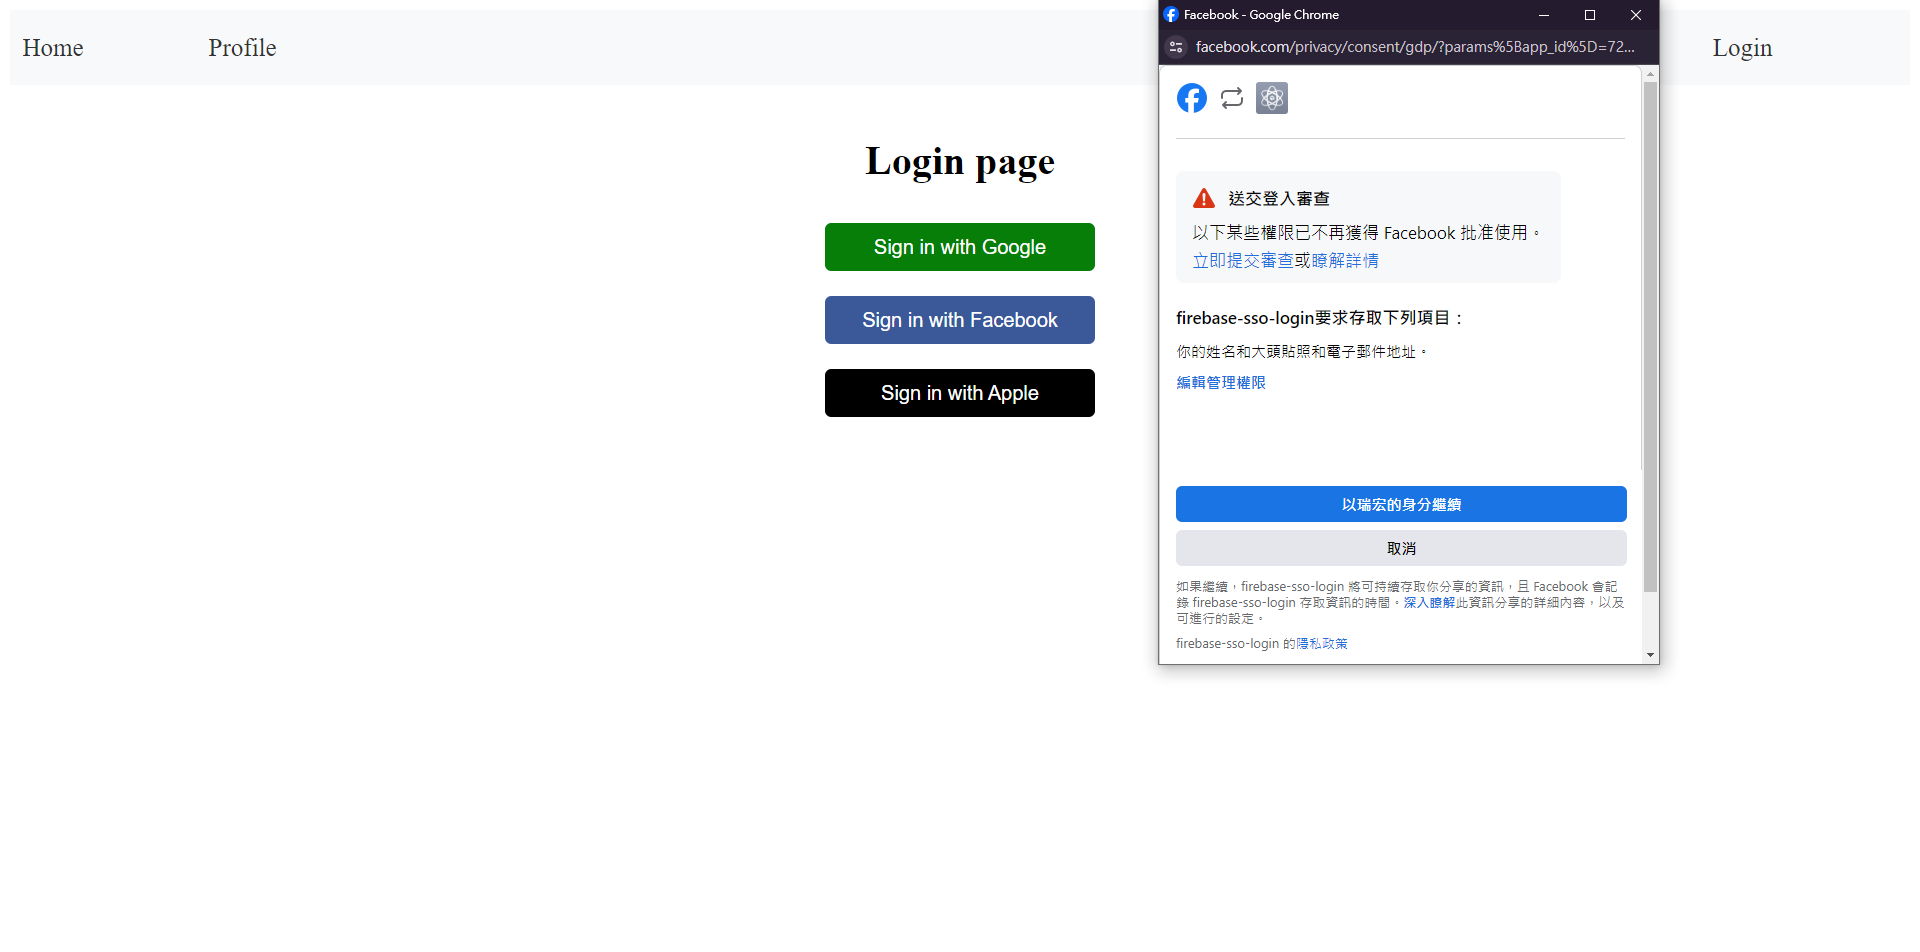 Home
Profile
Login
Login page
Sign in with Google
Sign in with Facebook
Sign in with Apple
Facebook - Google Chrome
facebook.com/privacy/consent/gdp/?params%5Bapp_id%5D=72...
送交登入審查
以下某些權限已不再獲得 Facebook 批准使用。
立即提交審查或瞭解詳情
firebase-sso-login要求存取下列項目：
你的姓名和大頭貼照和電子郵件地址。
編輯管理權限
以瑞宏的身分繼續
取消
如果繼續，firebase-sso-login 將可持續存取你分享的資訊，且 Facebook 會記
錄 firebase-sso-login 存取資訊的時間。深入瞭解此資訊分享的詳細內容，以及
可進行的設定。
firebase-sso-login 的隱私政策